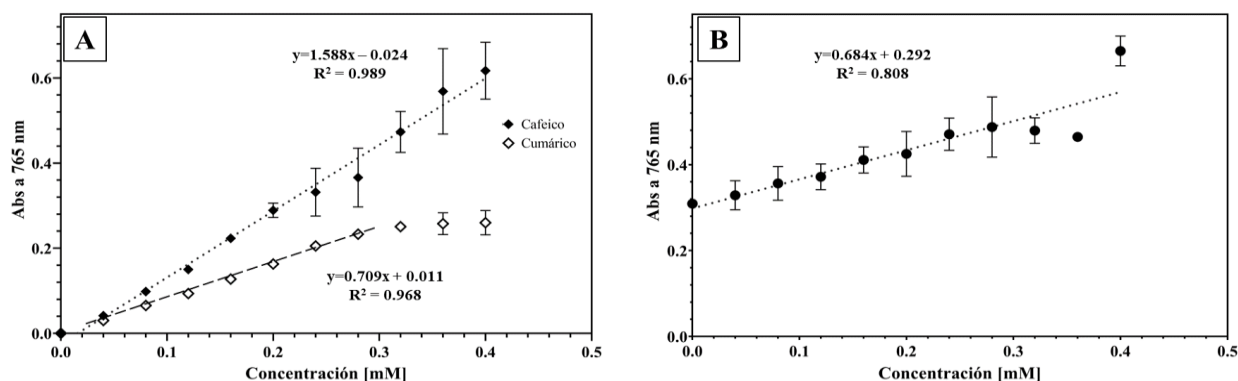 A
y=1.588x – 0.024
R² = 0.989
Cafeico
Cumárico
y=0.709x + 0.011
R² = 0.968
Abs a 765 nm
0.6
0.4
0.2
0.0
0.0 0.1 0.2 0.3 0.4 0.5
Concentración [mM]
B
y=0.684x + 0.292
R² = 0.808
Abs a 765 nm
0.6
0.4
0.2
0.0
0.0 0.1 0.2 0.3 0.4 0.5
Concentración [mM]